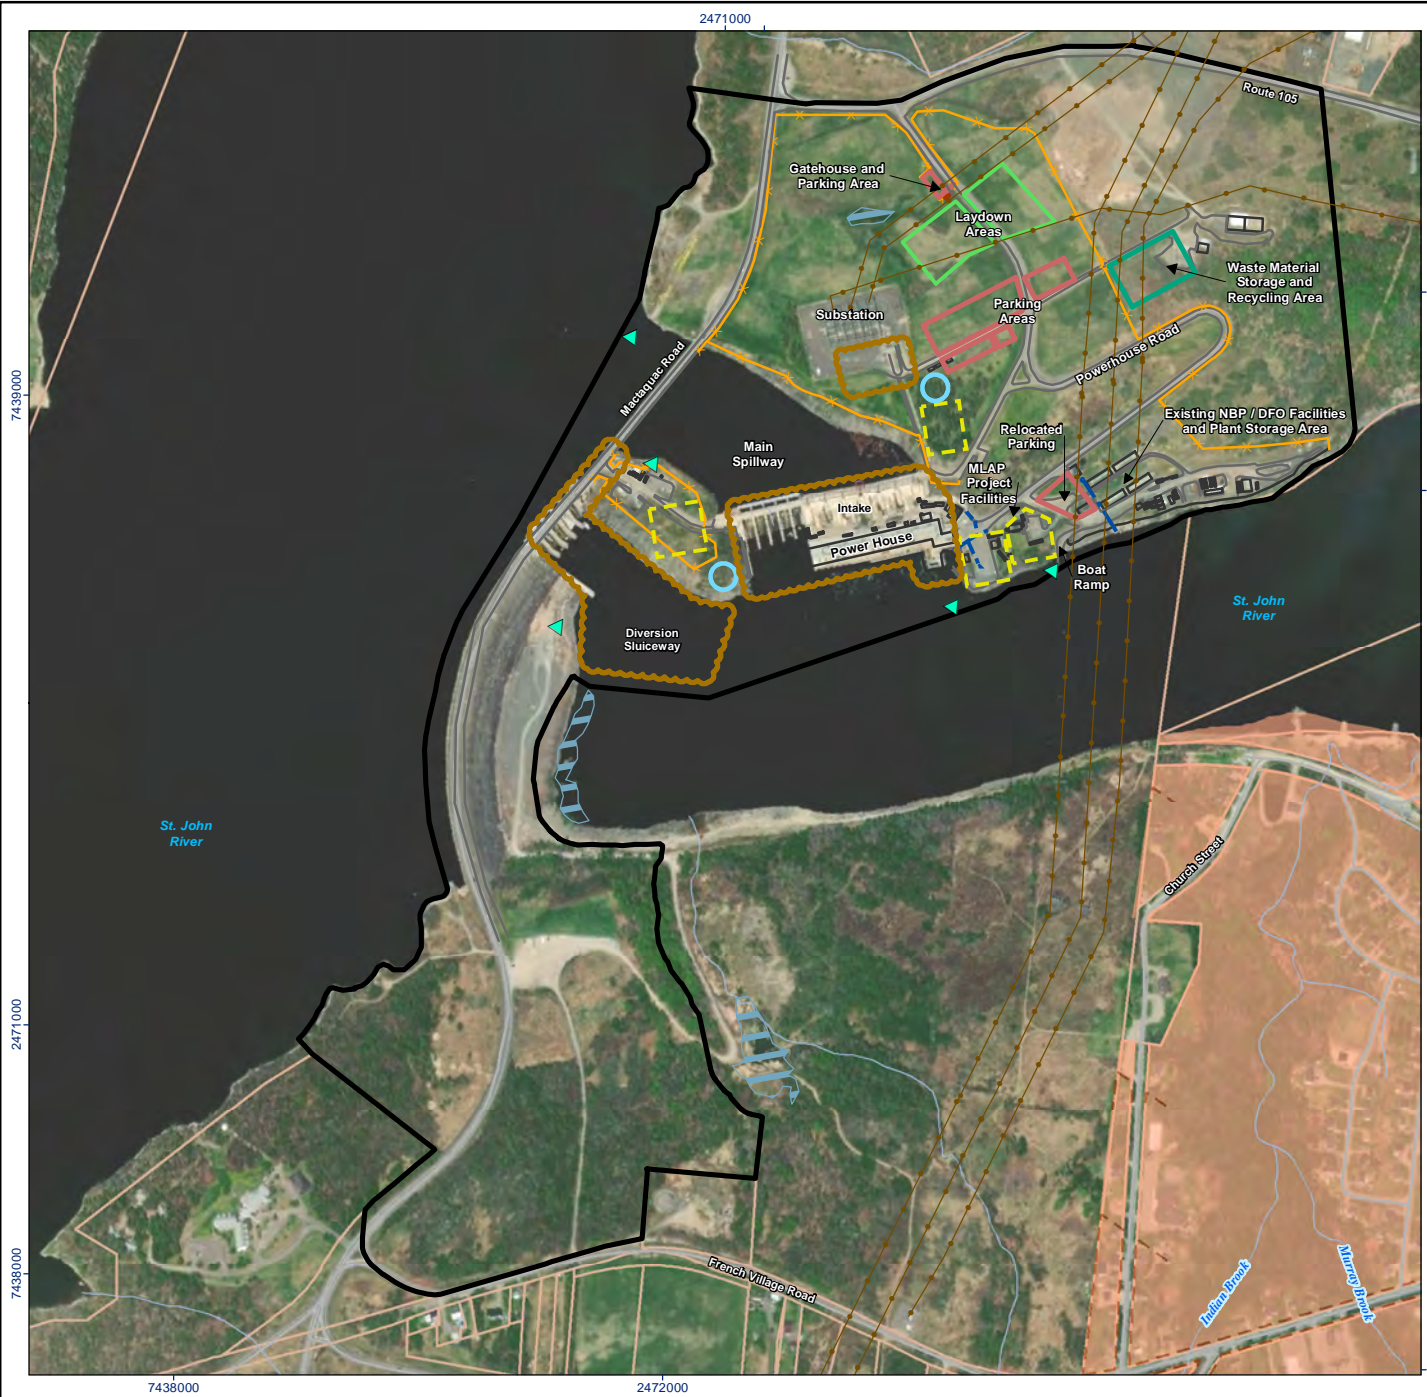 2471000
Route 105
Gatehouse and
Parking Area
Laydown
Areas
Waste Material
Storage and
Recycling Area
Substation
Parking
Areas
Powerhouse Road
Mactaquac Road
7439000
Existing NBP / DFO Facilities
and Plant Storage Area
Relocated
Parking
Main
Spillway
MLAP
Project
Facilities
Intake
Power House
Boat
Ramp
St. John
River
Diversion
Sluiceway
St. John
River
Church Street
2471000
7438000
French Village Road
Indian Brook
Murray Brook
7438000
2472000